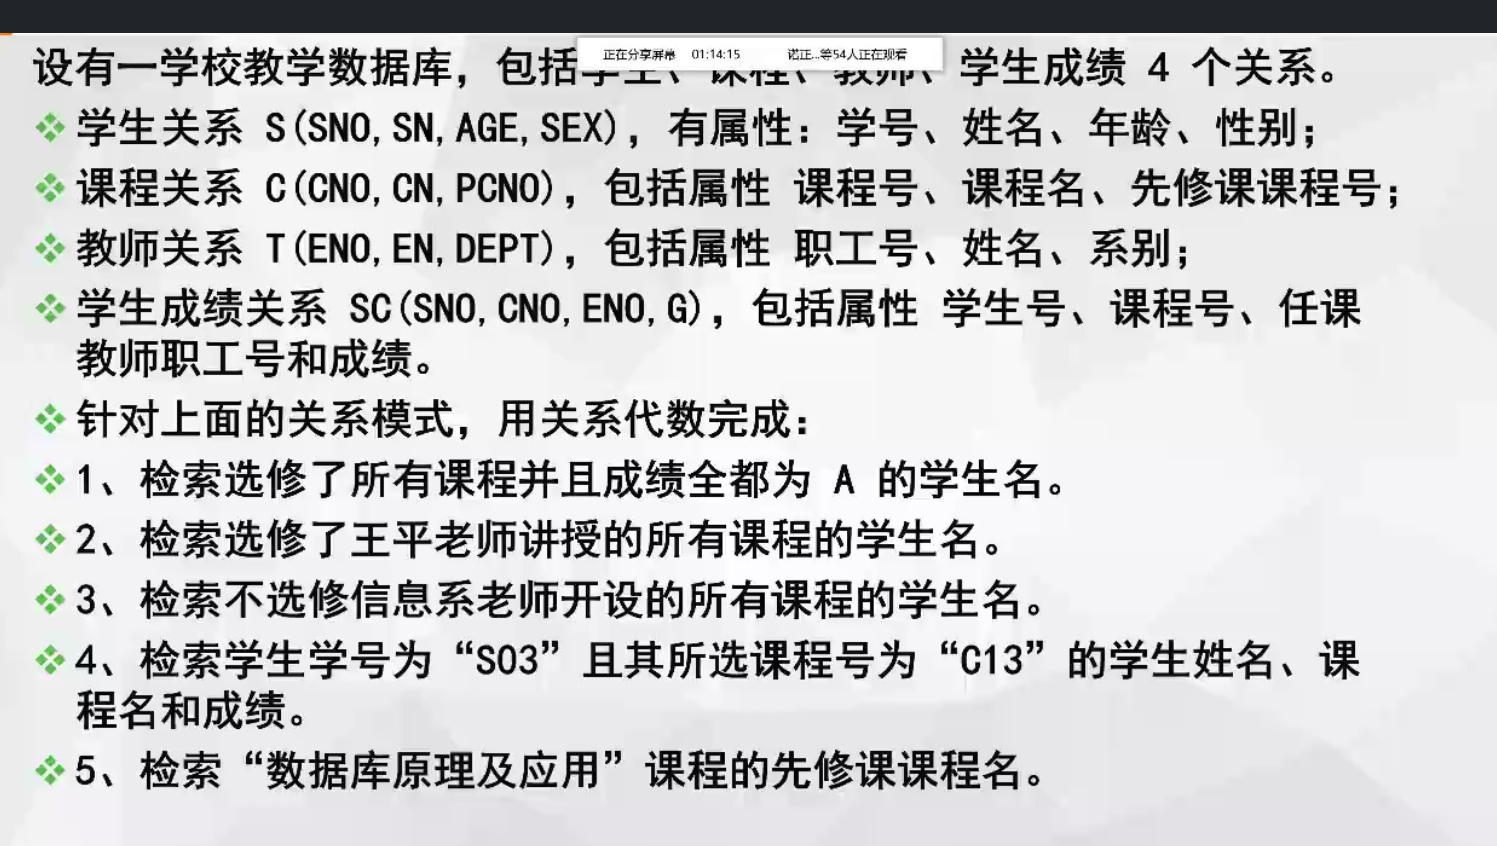 正在分享屏幕 01:14:15 诺正...等54人正在观看
设有一学校教学数据库，包括学生、课程、教师、学生成绩 4 个关系。
学生关系 S(SNO,SN,AGE,SEX)，有属性：学号、姓名、年龄、性别；
课程关系 C(CNO,CN,PCNO)，包括属性 课程号、课程名、先修课课程号；
教师关系 T(ENO,EN,DEPT)，包括属性 职工号、姓名、系别；
学生成绩关系 SC(SNO,CNO,ENO,G)，包括属性 学生号、课程号、任课
教师职工号和成绩。
针对上面的关系模式，用关系代数完成：
1、检索选修了所有课程并且成绩全都为 A 的学生名。
2、检索选修了王平老师讲授的所有课程的学生名。
3、检索不选修信息系老师开设的所有课程的学生名。
4、检索学生学号为“S03”且其所选课程号为“C13”的学生姓名、课
程名和成绩。
5、检索“数据库原理及应用”课程的先修课课程名。